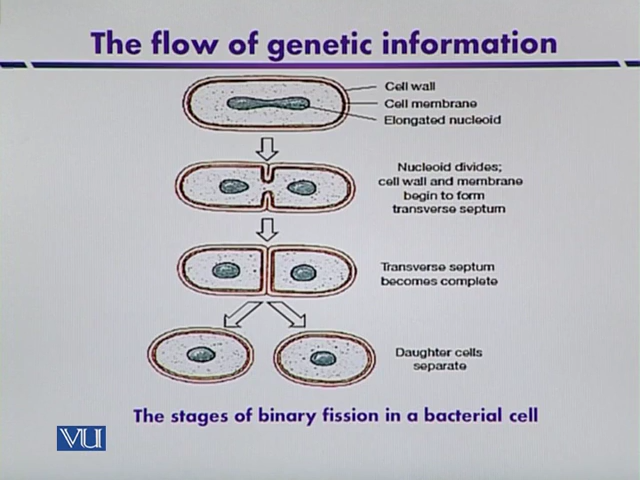 The flow of genetic information
Cell wall
Cell membrane
Elongated nucleoid
Nucleoid divides;
cell wall and membrane
begin to form
transverse septum
Transverse septum
becomes complete
Daughter cells
separate
The stages of binary fission in a bacterial cell
VU